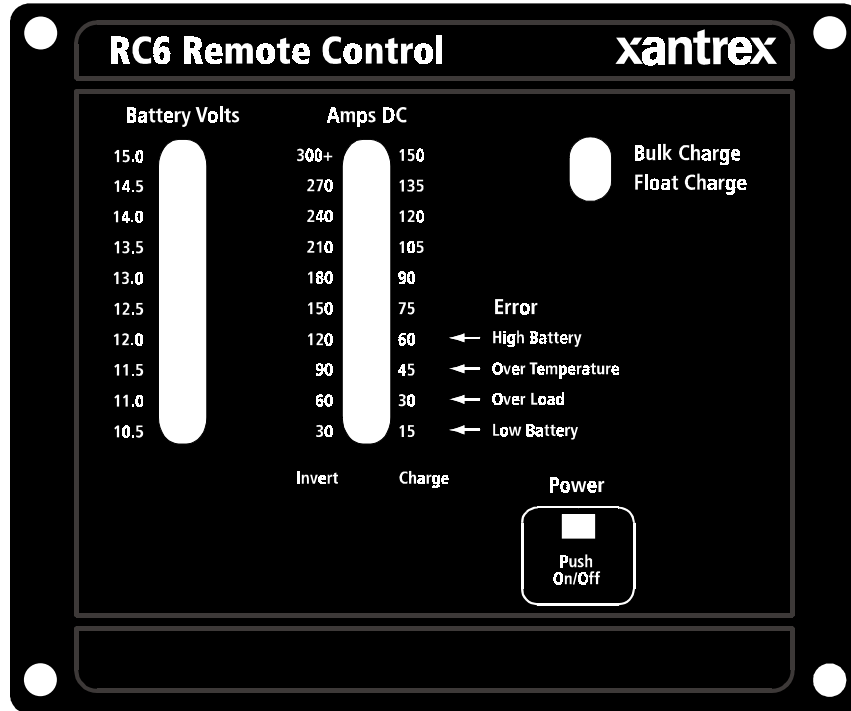 RC6 Remote Control
xantrex
Battery Volts
15.0
14.5
14.0
13.5
13.0
12.5
12.0
11.5
11.0
10.5
Amps DC
300+ 150
270 135
240 120
210 105
180 90
150 75
120 60
90 45
60 30
30 15
Invert Charge
Bulk Charge
Float Charge
Error
High Battery
Over Temperature
Over Load
Low Battery
Power
Push
On/Off